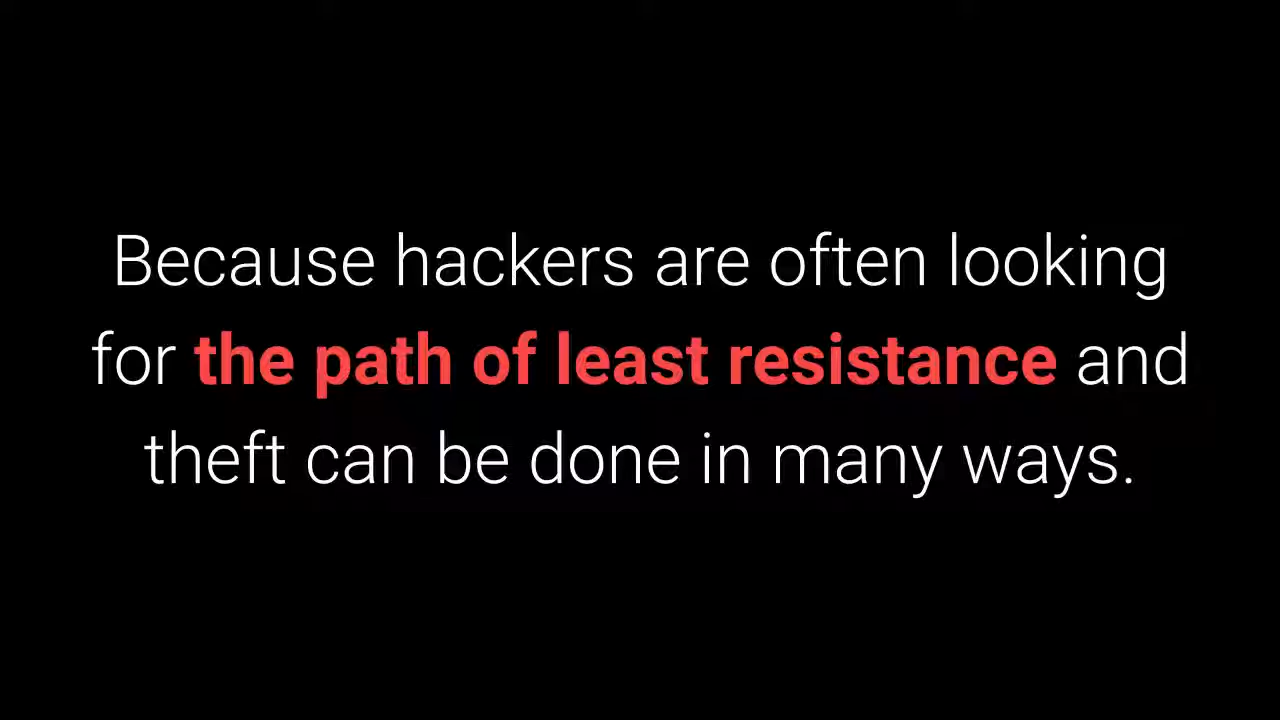 Because hackers are often looking
for the path of least resistance and
theft can be done in many ways.